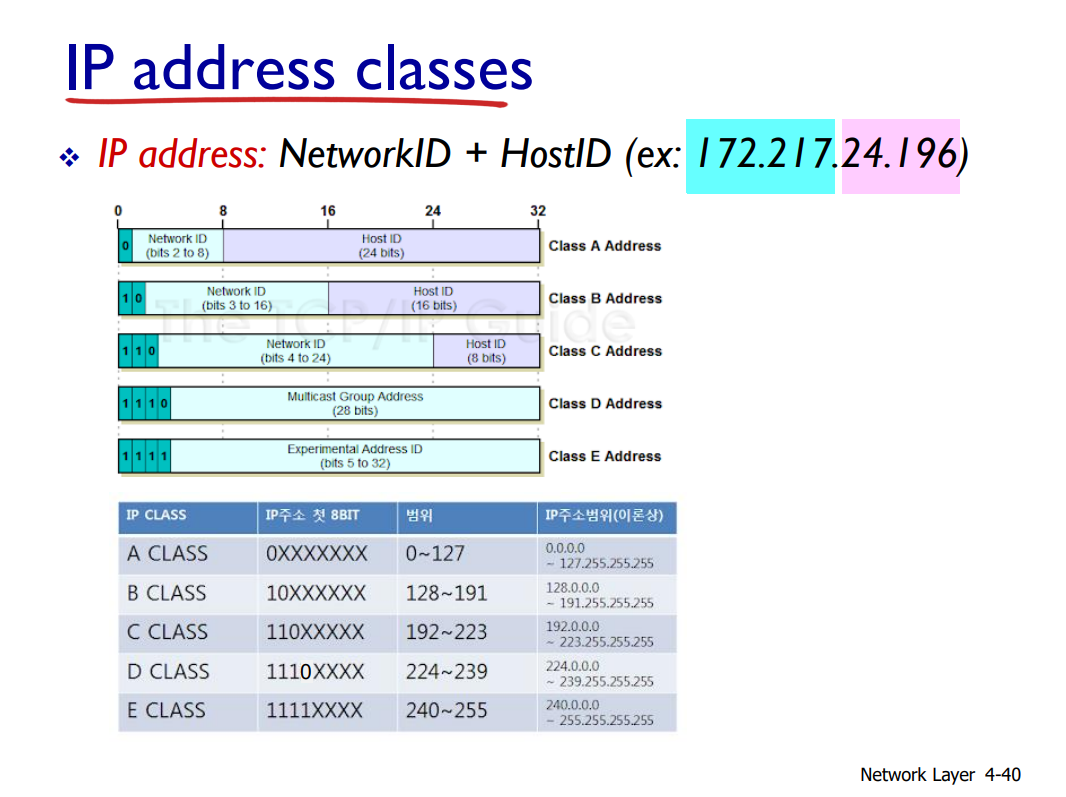 IP address classes
❖ IP address: NetworkID + HostID (ex: 172.217.24.196)
0 8 16 24 32
0 Network ID (bits 2 to 8) Host ID (24 bits) Class A Address
1 0 Network ID (bits 3 to 16) Host ID (16 bits) Class B Address
The TCP/IP Guide
1 1 0 Network ID (bits 4 to 24) Host ID (8 bits) Class C Address
1 1 1 0 Multicast Group Address (28 bits) Class D Address
1 1 1 1 Experimental Address ID (bits 5 to 32) Class E Address
IP CLASS IP주소 첫 8BIT 범위 IP주소범위(이론상)
A CLASS 0XXXXXXX 0~127 0.0.0.0 ~ 127.255.255.255
B CLASS 10XXXXXX 128~191 128.0.0.0 ~ 191.255.255.255
C CLASS 110XXXXX 192~223 192.0.0.0 ~ 223.255.255.255
D CLASS 1110XXXX 224~239 224.0.0.0 ~ 239.255.255.255
E CLASS 1111XXXX 240~255 240.0.0.0 ~ 255.255.255.255
Network Layer 4-40